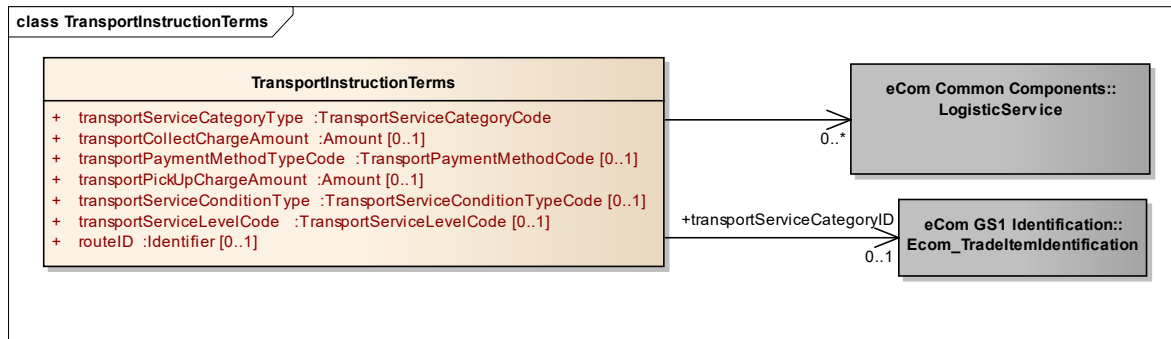 class TransportInstructionTerms
TransportInstructionTerms
+ transportServiceCategoryType :TransportServiceCategoryCode
+ transportCollectChargeAmount :Amount [0..1]
+ transportPaymentMethodTypeCode :TransportPaymentMethodCode [0..1]
+ transportPickUpChargeAmount :Amount [0..1]
+ transportServiceConditionType :TransportServiceConditionTypeCode [0..1]
+ transportServiceLevelCode :TransportServiceLevelCode [0..1]
+ routeID :Identifier [0..1]
eCom Common Components::
LogisticService
0..*
+transportServiceCategoryID
0..1
eCom GS1 Identification::
Ecom_TradeItemIdentification